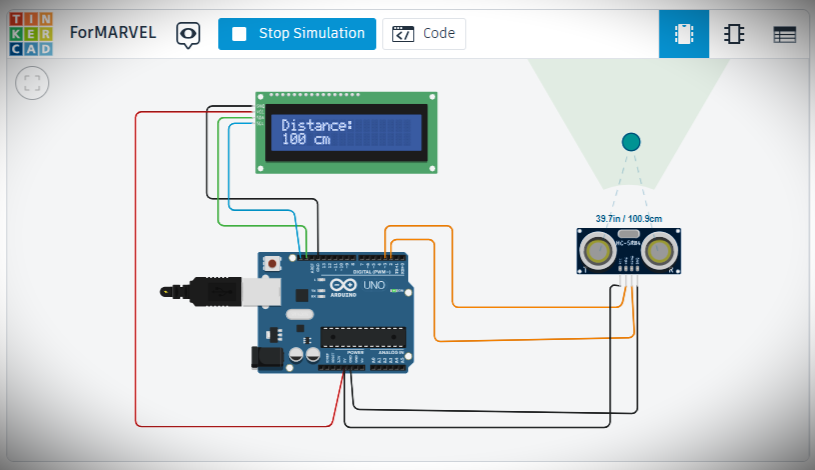 TIN
KER
CAD
ForMARVEL
Stop Simulation
Code
Distance:
100 cm
39.7in / 100.9cm
HC-SR04
DIGITAL (PWM~)
UNO
ARDUINO
POWER
ANALOG IN